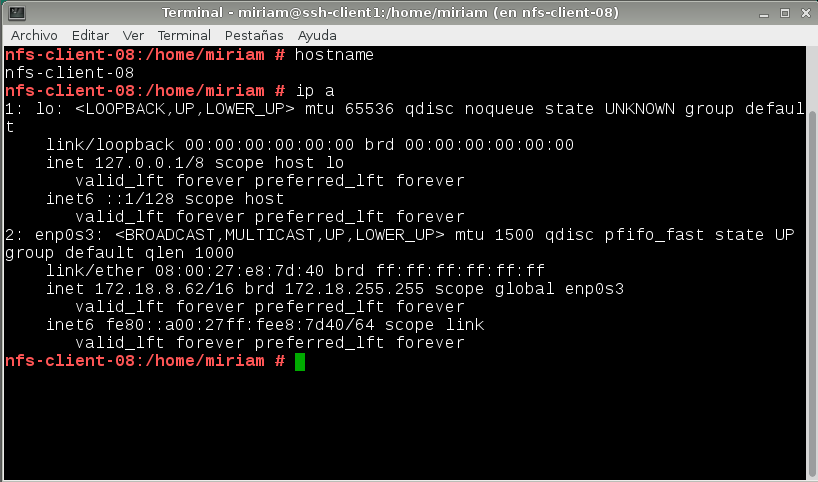 Terminal - miriam@ssh-client1:/home/miriam (en nfs-client-08)
Archivo Editar Ver Terminal Pestañas Ayuda
nfs-client-08:/home/miriam # hostname
nfs-client-08
nfs-client-08:/home/miriam # ip a
1: lo: <LOOPBACK,UP,LOWER_UP> mtu 65536 qdisc noqueue state UNKNOWN group defaul
t
    link/loopback 00:00:00:00:00:00 brd 00:00:00:00:00:00
    inet 127.0.0.1/8 scope host lo
       valid_lft forever preferred_lft forever
    inet6 ::1/128 scope host
       valid_lft forever preferred_lft forever
2: enp0s3: <BROADCAST,MULTICAST,UP,LOWER_UP> mtu 1500 qdisc pfifo_fast state UP
group default qlen 1000
    link/ether 08:00:27:e8:7d:40 brd ff:ff:ff:ff:ff:ff
    inet 172.18.8.62/16 brd 172.18.255.255 scope global enp0s3
       valid_lft forever preferred_lft forever
    inet6 fe80::a00:27ff:fee8:7d40/64 scope link
       valid_lft forever preferred_lft forever
nfs-client-08:/home/miriam #